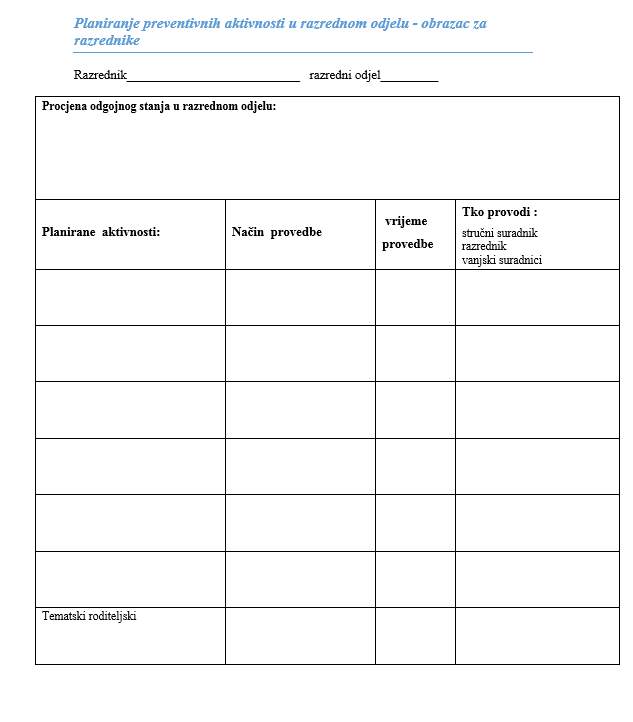 Planiranje preventivnih aktivnosti u razrednom odjelu - obrazac za
razrednike
Razrednik___________________________ razredni odjel_________
Procjena odgojnog stanja u razrednom odjelu:
Planirane aktivnosti:
Način provedbe
vrijeme
provedbe
Tko provodi :
stručni suradnik
razrednik
vanjski suradnici
Tematski roditeljski